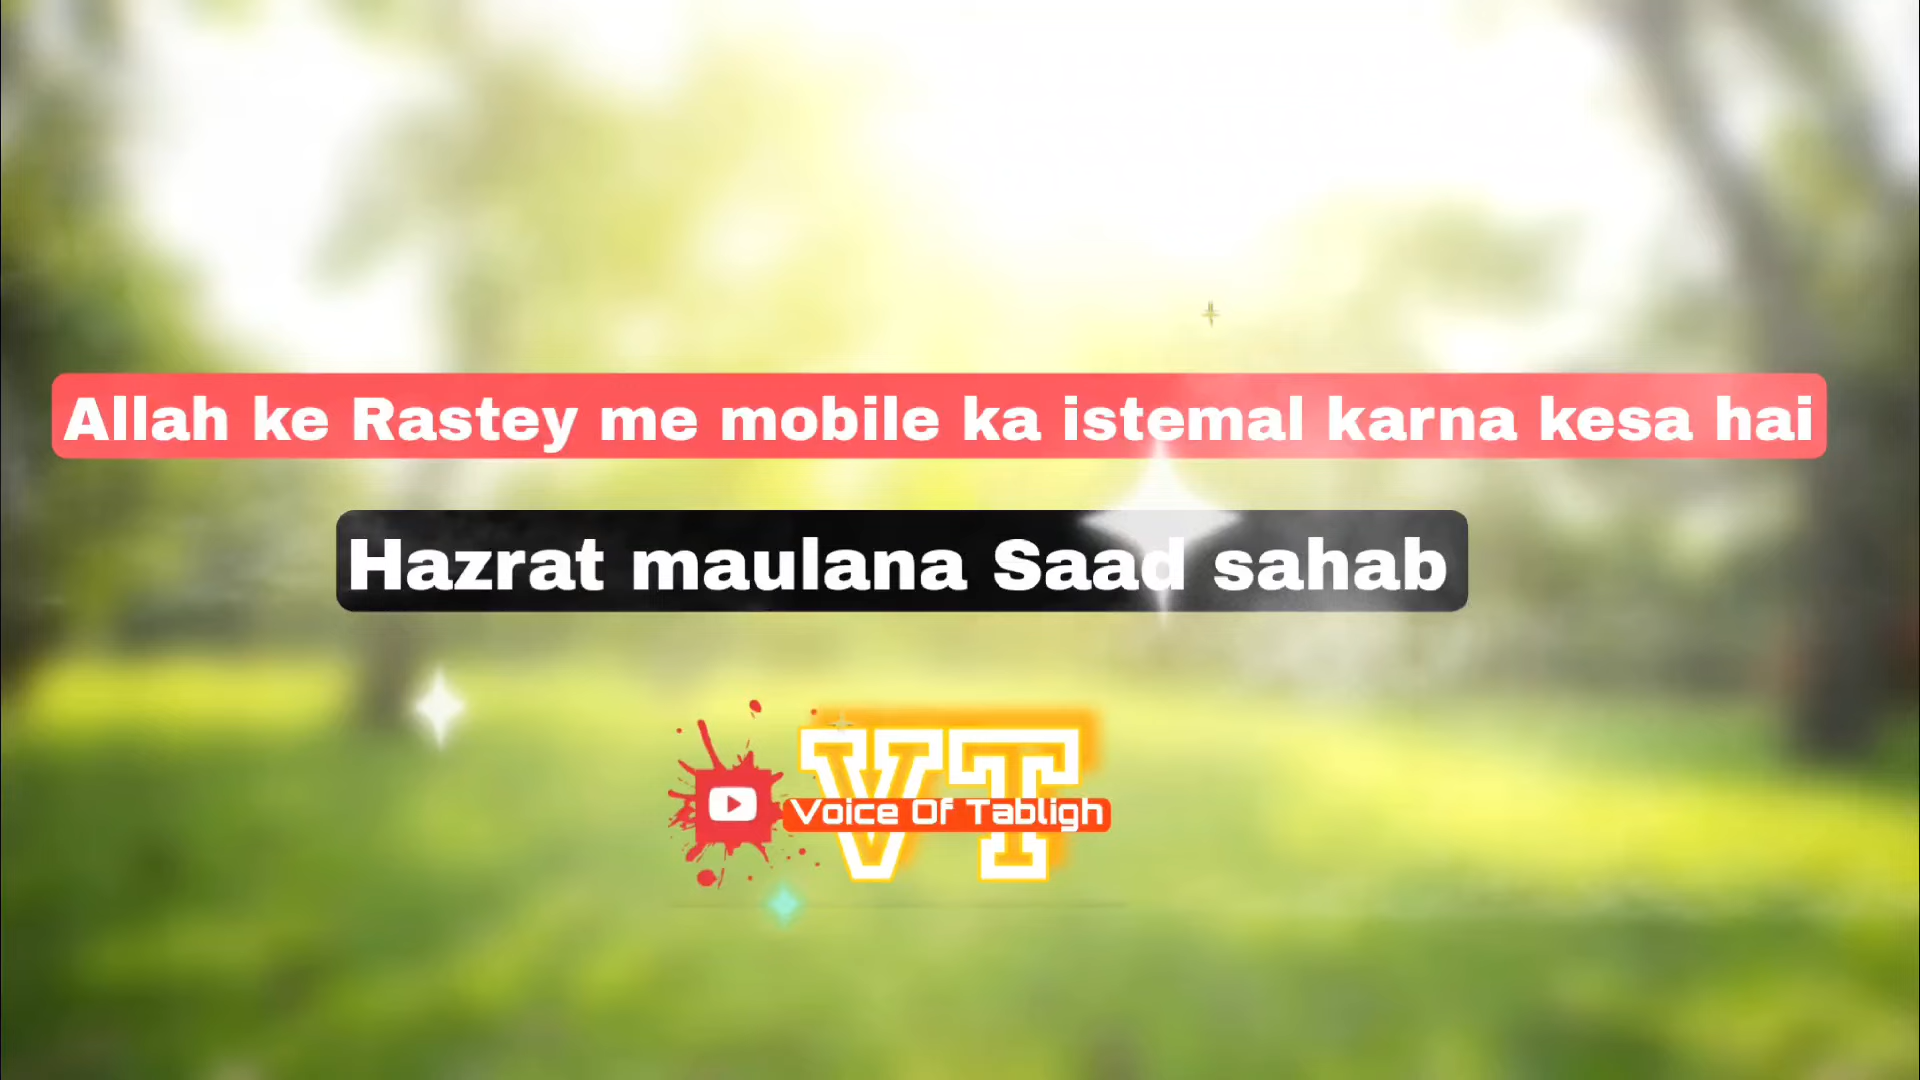 Allah ke Rastey me mobile ka istemal karna kesa hai
Hazrat maulana Saad sahab
VT
Voice Of Tabligh